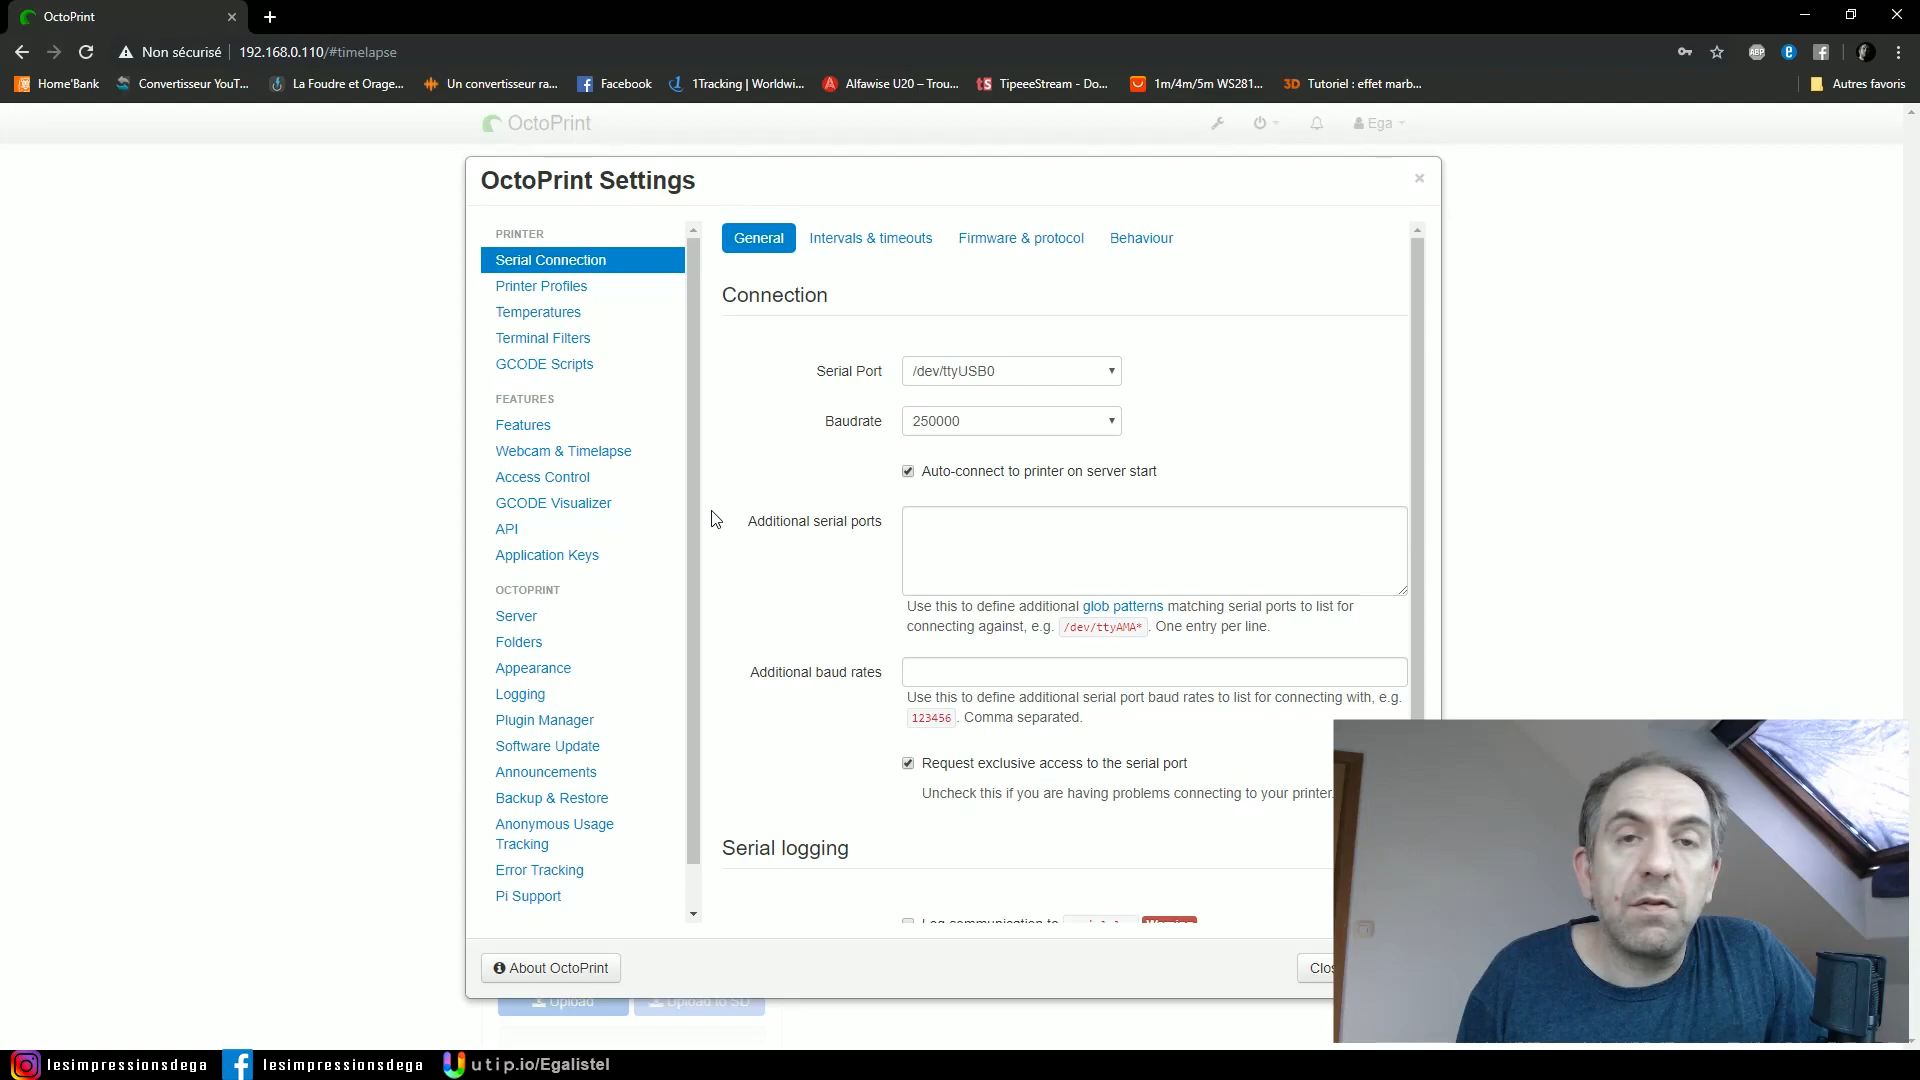 OctoPrint
Non sécurisé
192.168.0.110/#timelapse
ABP
Home'Bank
Convertisseur YouT...
La Foudre et Orage...
Un convertisseur ra...
Facebook
1Tracking | Worldwi...
Alfawise U20 – Trou...
TipeeeStream - Do...
1m/4m/5m WS281...
3D Tutoriel : effet marb...
Autres favoris
OctoPrint
Ega
OctoPrint Settings
PRINTER
Serial Connection
Printer Profiles
Temperatures
Terminal Filters
GCODE Scripts
FEATURES
Features
Webcam & Timelapse
Access Control
GCODE Visualizer
API
Application Keys
OCTOPRINT
Server
Folders
Appearance
Logging
Plugin Manager
Software Update
Announcements
Backup & Restore
Anonymous Usage
Tracking
Error Tracking
Pi Support
General
Intervals & timeouts
Firmware & protocol
Behaviour
Connection
Serial Port
/dev/ttyUSB0
Baudrate
250000
Auto-connect to printer on server start
Additional serial ports
Use this to define additional glob patterns matching serial ports to list for
connecting against, e.g. /dev/ttyAMA* . One entry per line.
Additional baud rates
Use this to define additional serial port baud rates to list for connecting with, e.g.
123456 . Comma separated.
Request exclusive access to the serial port
Uncheck this if you are having problems connecting to your printer.
Serial logging
Log communication to
About OctoPrint
Upload
Upload to SD
lesimpressionsdega
lesimpressionsdega
utip.io/Egalistel